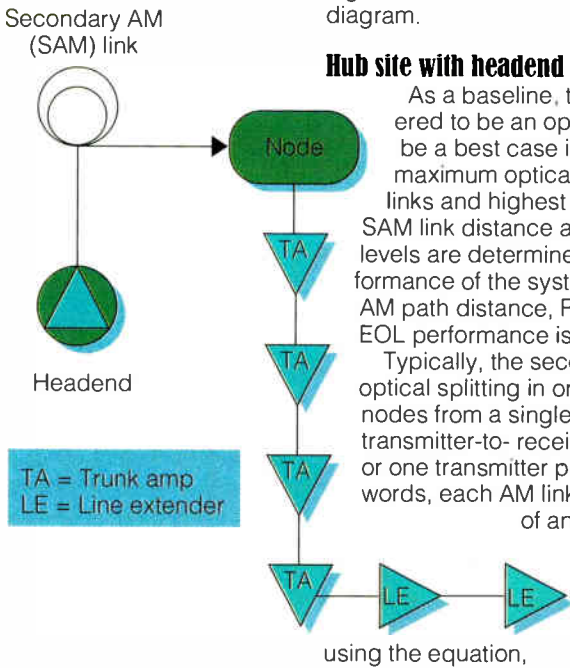 Secondary AM
(SAM) link
Node
TA
TA
TA
TA
LE
LE
Headend
TA = Trunk amp
LE = Line extender
diagram.
Hub site with headend
As a baseline, t
ered to be an op
be a best case i
maximum optica
links and highest
SAM link distance a
levels are determine
formance of the syst
AM path distance, F
EOL performance is
Typically, the seco
optical splitting in or
nodes from a single
transmitter-to- recei
or one transmitter p
words, each AM link
of an
using the equation,